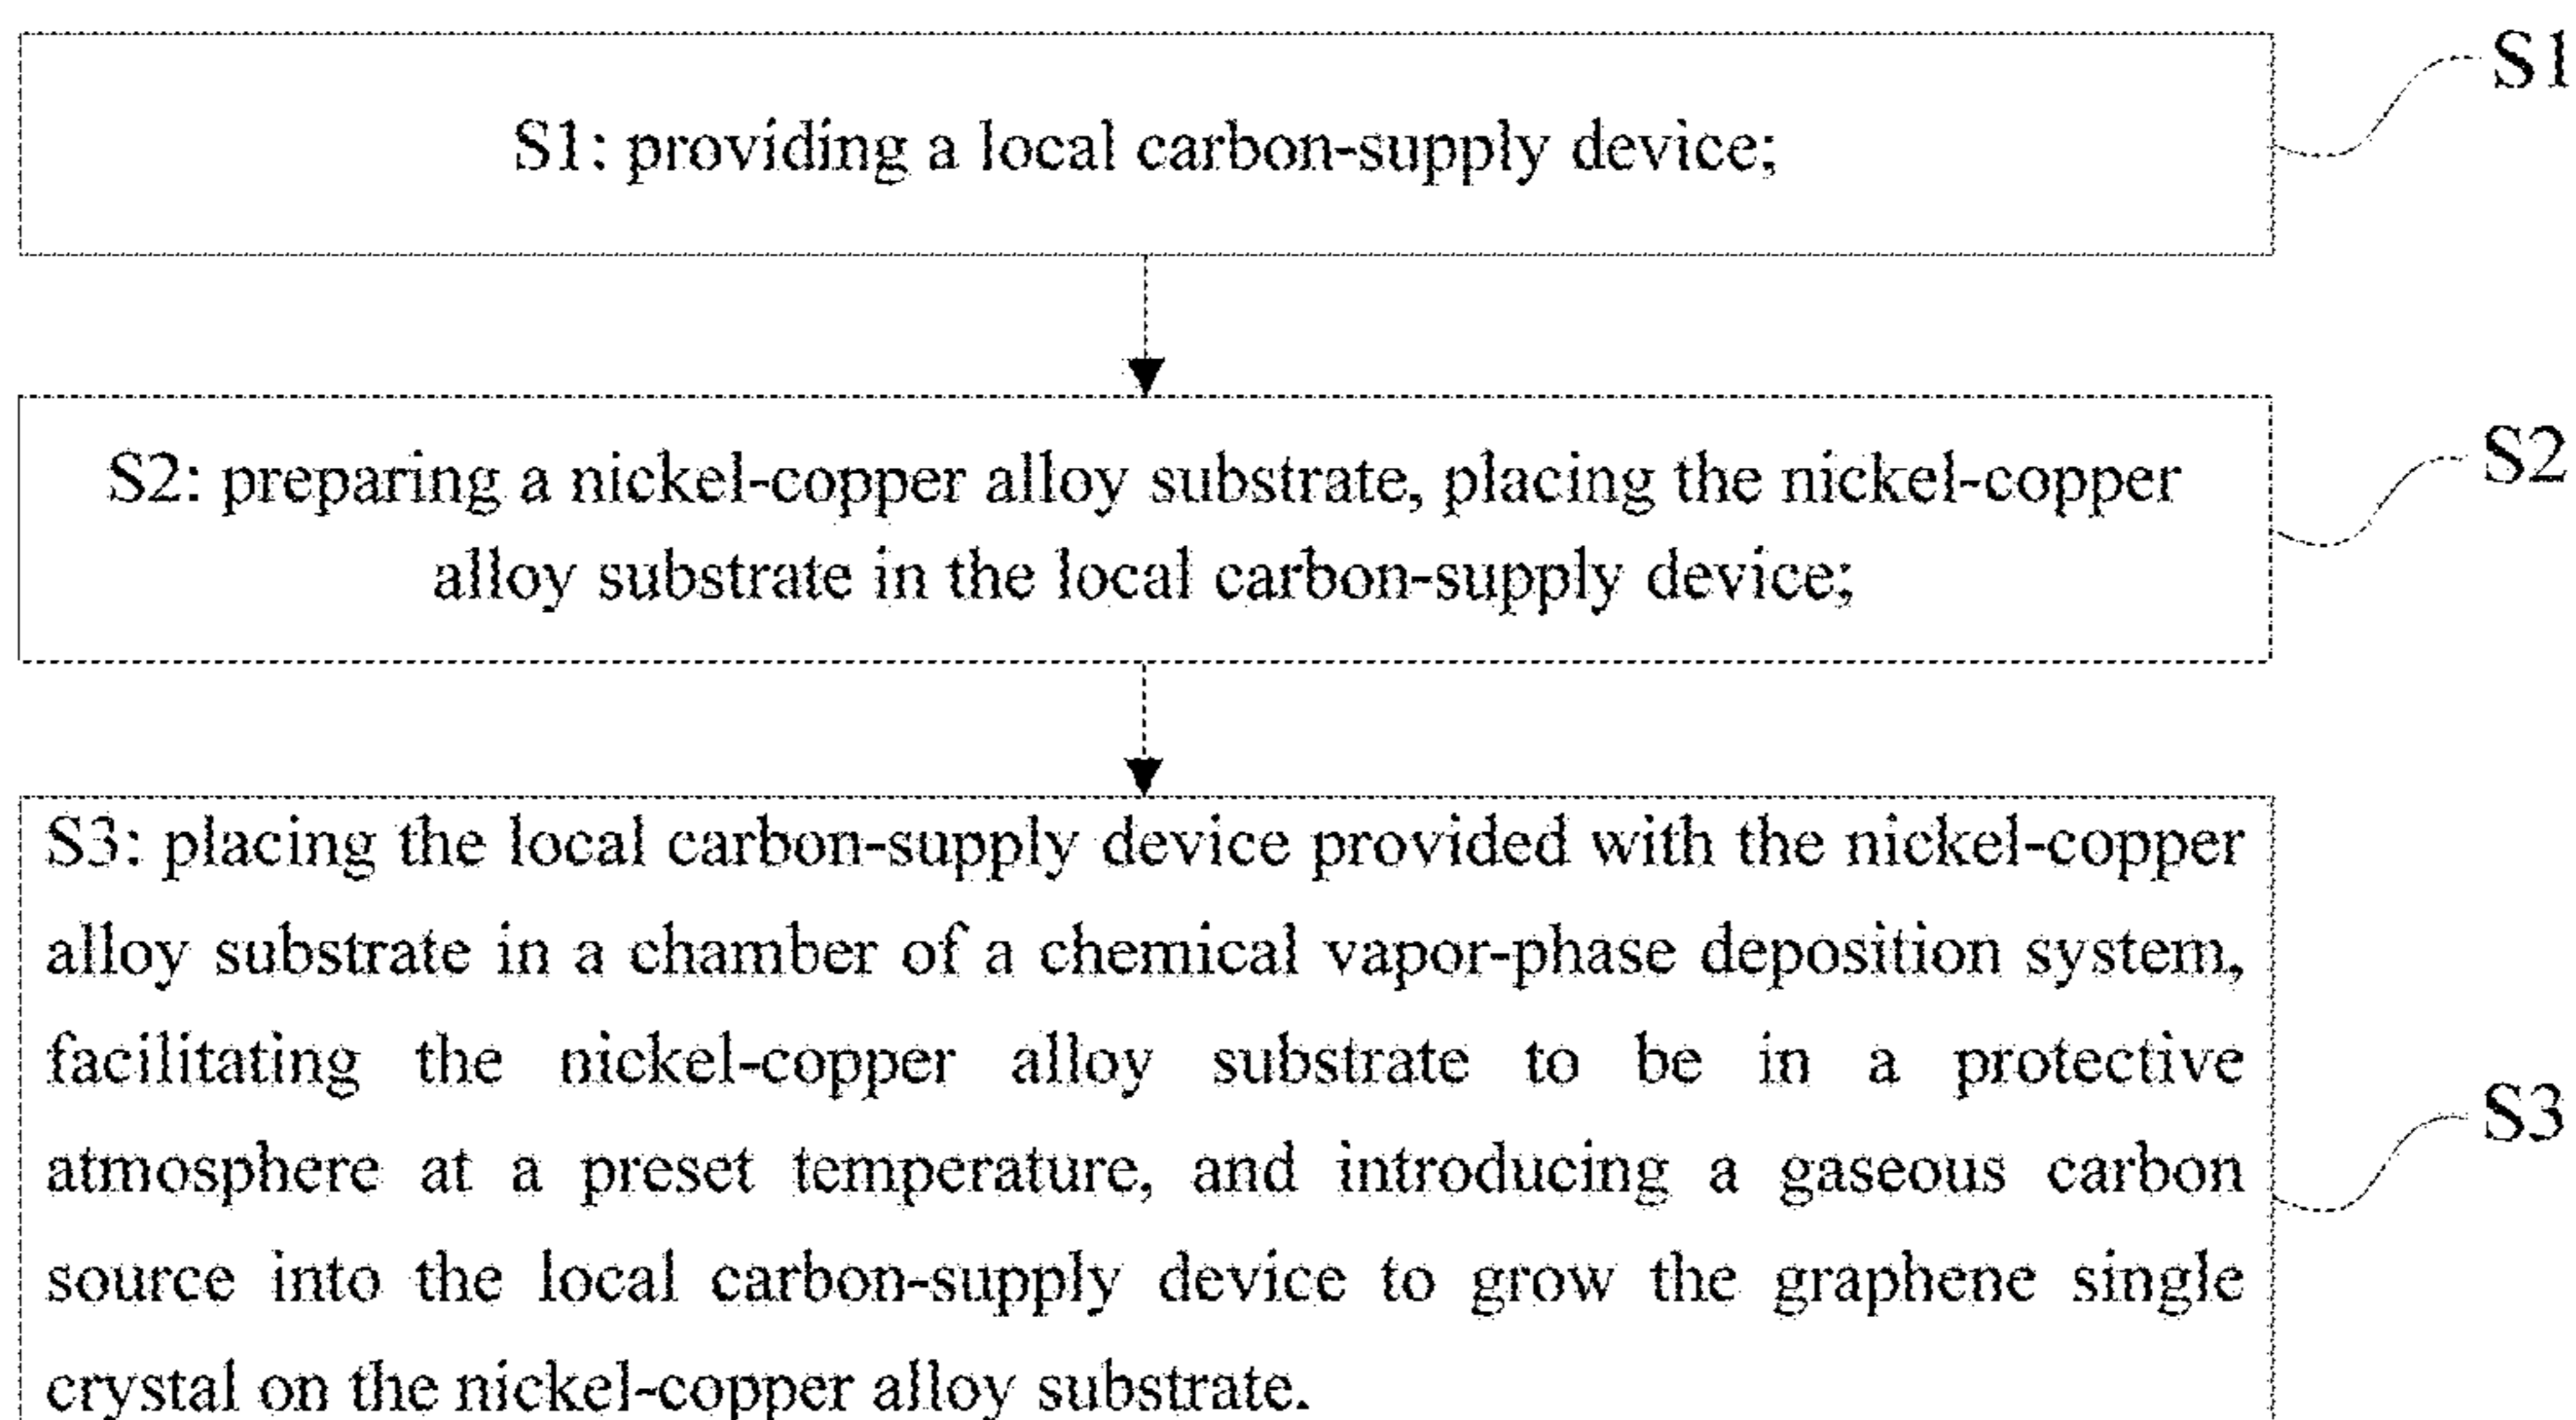 S1: providing a local carbon-supply device;
S1
S2: preparing a nickel-copper alloy substrate, placing the nickel-copper
alloy substrate in the local carbon-supply device;
S2
S3: placing the local carbon-supply device provided with the nickel-copper
alloy substrate in a chamber of a chemical vapor-phase deposition system,
facilitating the nickel-copper alloy substrate to be in a protective
atmosphere at a preset temperature, and introducing a gaseous carbon
source into the local carbon-supply device to grow the graphene single
crystal on the nickel-copper alloy substrate.
S3